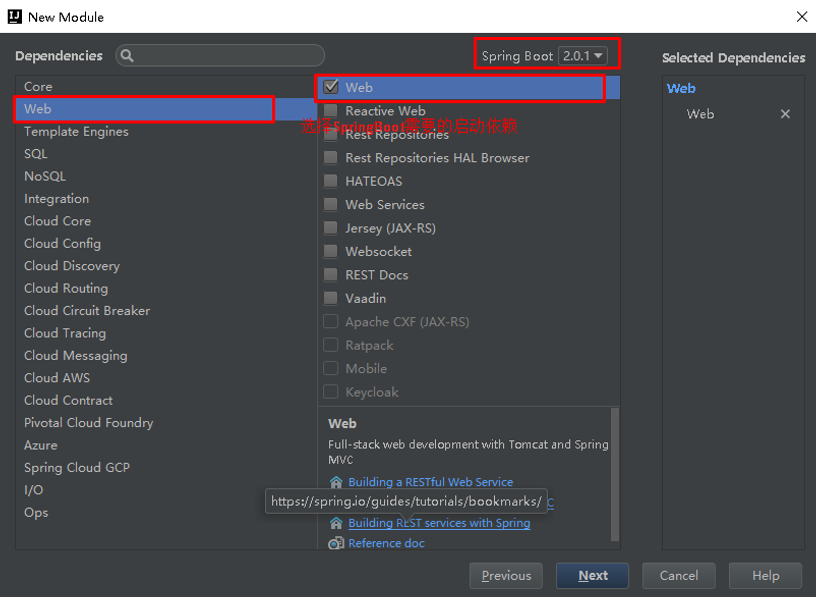 New Module
Dependencies
Spring Boot 2.0.1
Selected Dependencies
Core
Web
Template Engines
SQL
NoSQL
Integration
Cloud Core
Cloud Config
Cloud Discovery
Cloud Routing
Cloud Circuit Breaker
Cloud Tracing
Cloud Messaging
Cloud AWS
Cloud Contract
Pivotal Cloud Foundry
Azure
Spring Cloud GCP
I/O
Ops
Web
Reactive Web
选择SpringBoot需要的启动依赖
Rest Repositories
Rest Repositories HAL Browser
HATEOAS
Web Services
Jersey (JAX-RS)
Websocket
REST Docs
Vaadin
Apache CXF (JAX-RS)
Ratpack
Mobile
Keycloak
Web
Full-stack web development with Tomcat and Spring
MVC
Building a RESTful Web Service
https://spring.io/guides/tutorials/bookmarks/
Building REST services with Spring
Reference doc
Web
Web
Previous
Next
Cancel
Help